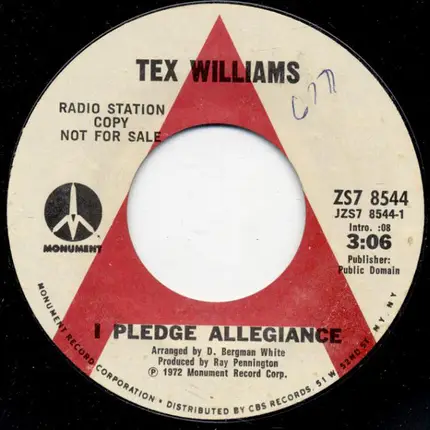 TEX WILLIAMS
RADIO STATION
COPY
NOT FOR SALE
MONUMENT
ZS7 8544
JZS7 8544-1
Intro. :08
3:06
Publisher:
Public Domain
I PLEDGE ALLEGIANCE
Arranged by D. Bergman White
Produced by Ray Pennington
Ⓟ 1972 Monument Record Corp.
MONUMENT RECORD CORPORATION • DISTRIBUTED BY CBS RECORDS, 51 W. 52ND ST. NY, NY